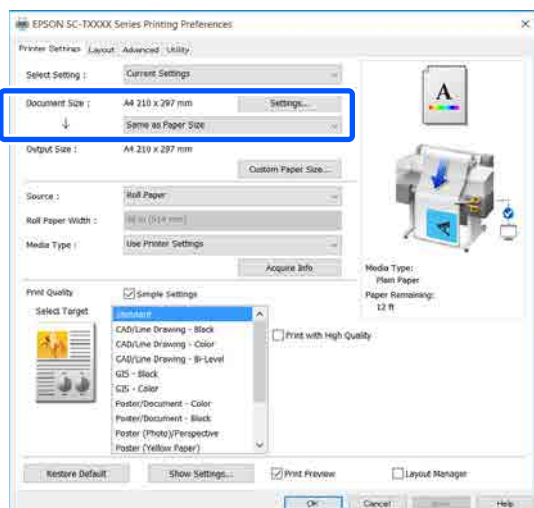 EPSON SC-TXXXX Series Printing Preferences
Printer Settings Layout Advanced Utility
Select Setting : Current Settings
Document Size : A4 210 x 297 mm Settings...
↓ Same as Paper Size
Output Size : A4 210 x 297 mm
Custom Paper Size...
Source : Roll Paper
Roll Paper Width :
Media Type : Use Printer Settings
Acquire Info
A
A
Media Type:
Plain Paper
Paper Remaining:
12 ft
Print Quality Simple Settings
Select Target
Standard
CAD/Line Drawing - Black
CAD/Line Drawing - Color
CAD/Line Drawing - Bi-Level
GIS - Black
GIS - Color
Poster/Document - Color
Poster/Document - Black
Poster (Photo)/Perspective
Poster (Yellow Paper)
Print with High Quality
Restore Default Show Settings... Print Preview Layout Manager
OK Cancel Help